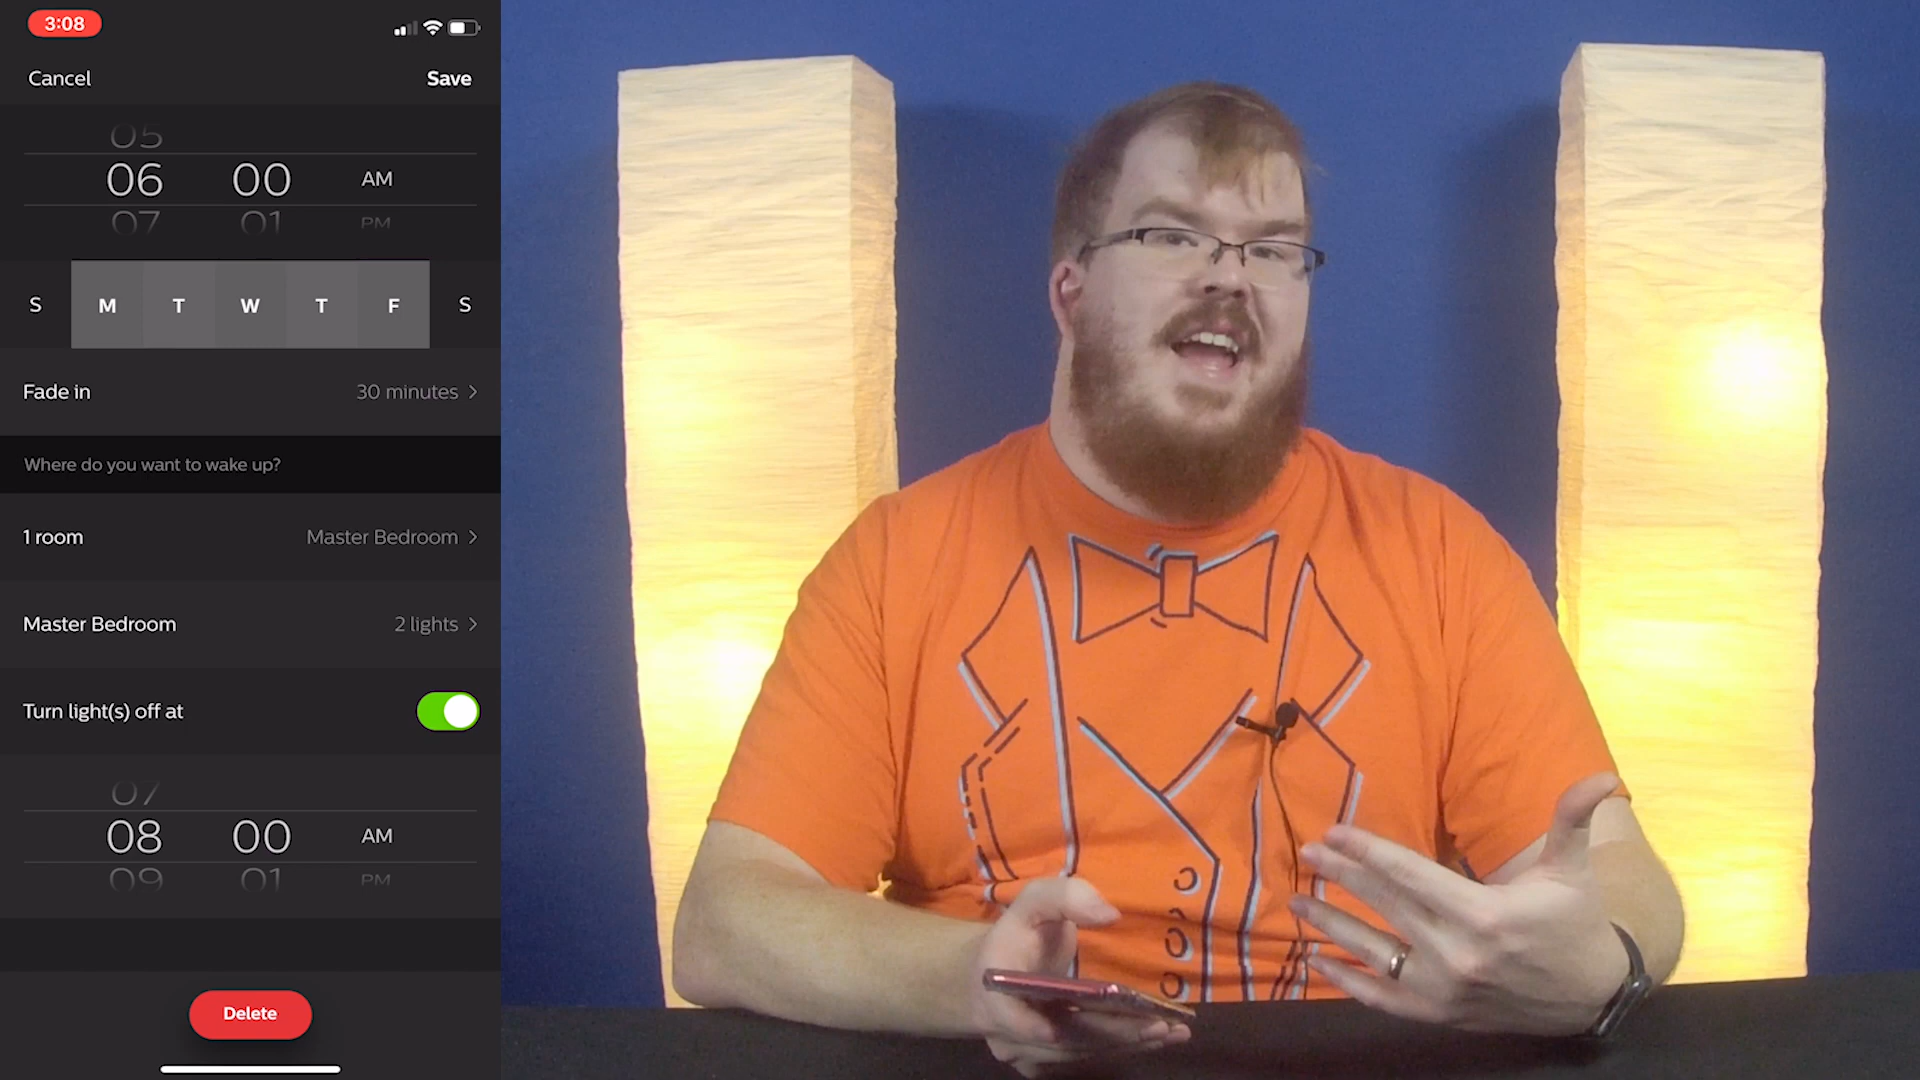 3:08
Cancel Save
05
06 00 AM
07 01 PM
S M T W T F S
Fade in 30 minutes
Where do you want to wake up?
1 room Master Bedroom
Master Bedroom 2 lights
Turn light(s) off at
07
08 00 AM
09 01 PM
Delete